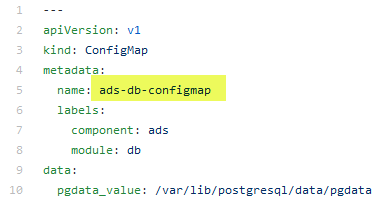 1 ---
2 apiVersion: v1
3 kind: ConfigMap
4 metadata:
5   name: ads-db-configmap
6   labels:
7     component: ads
8     module: db
9 data:
10   pgdata_value: /var/lib/postgresql/data/pgdata